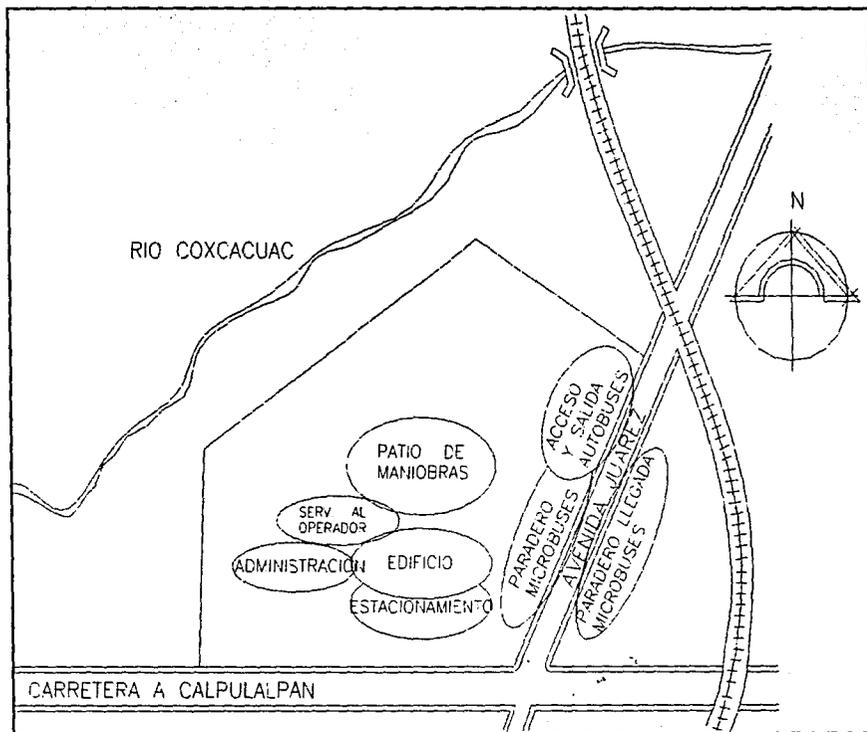 N
RIO COXCACUAC
ACCESO
Y SALIDA
AUTOBUSES
PATIO DE
MANIOBRAS
AVENIDA JUAREZ
SERV. AL
OPERADOR
PARADERO
MICROBUSES
PARADERO LLEGADA
MICROBUSES
ADMINISTRACION
EDIFICIO
ESTACIONAMIENTO
CARRETERA A CALPULALPAN